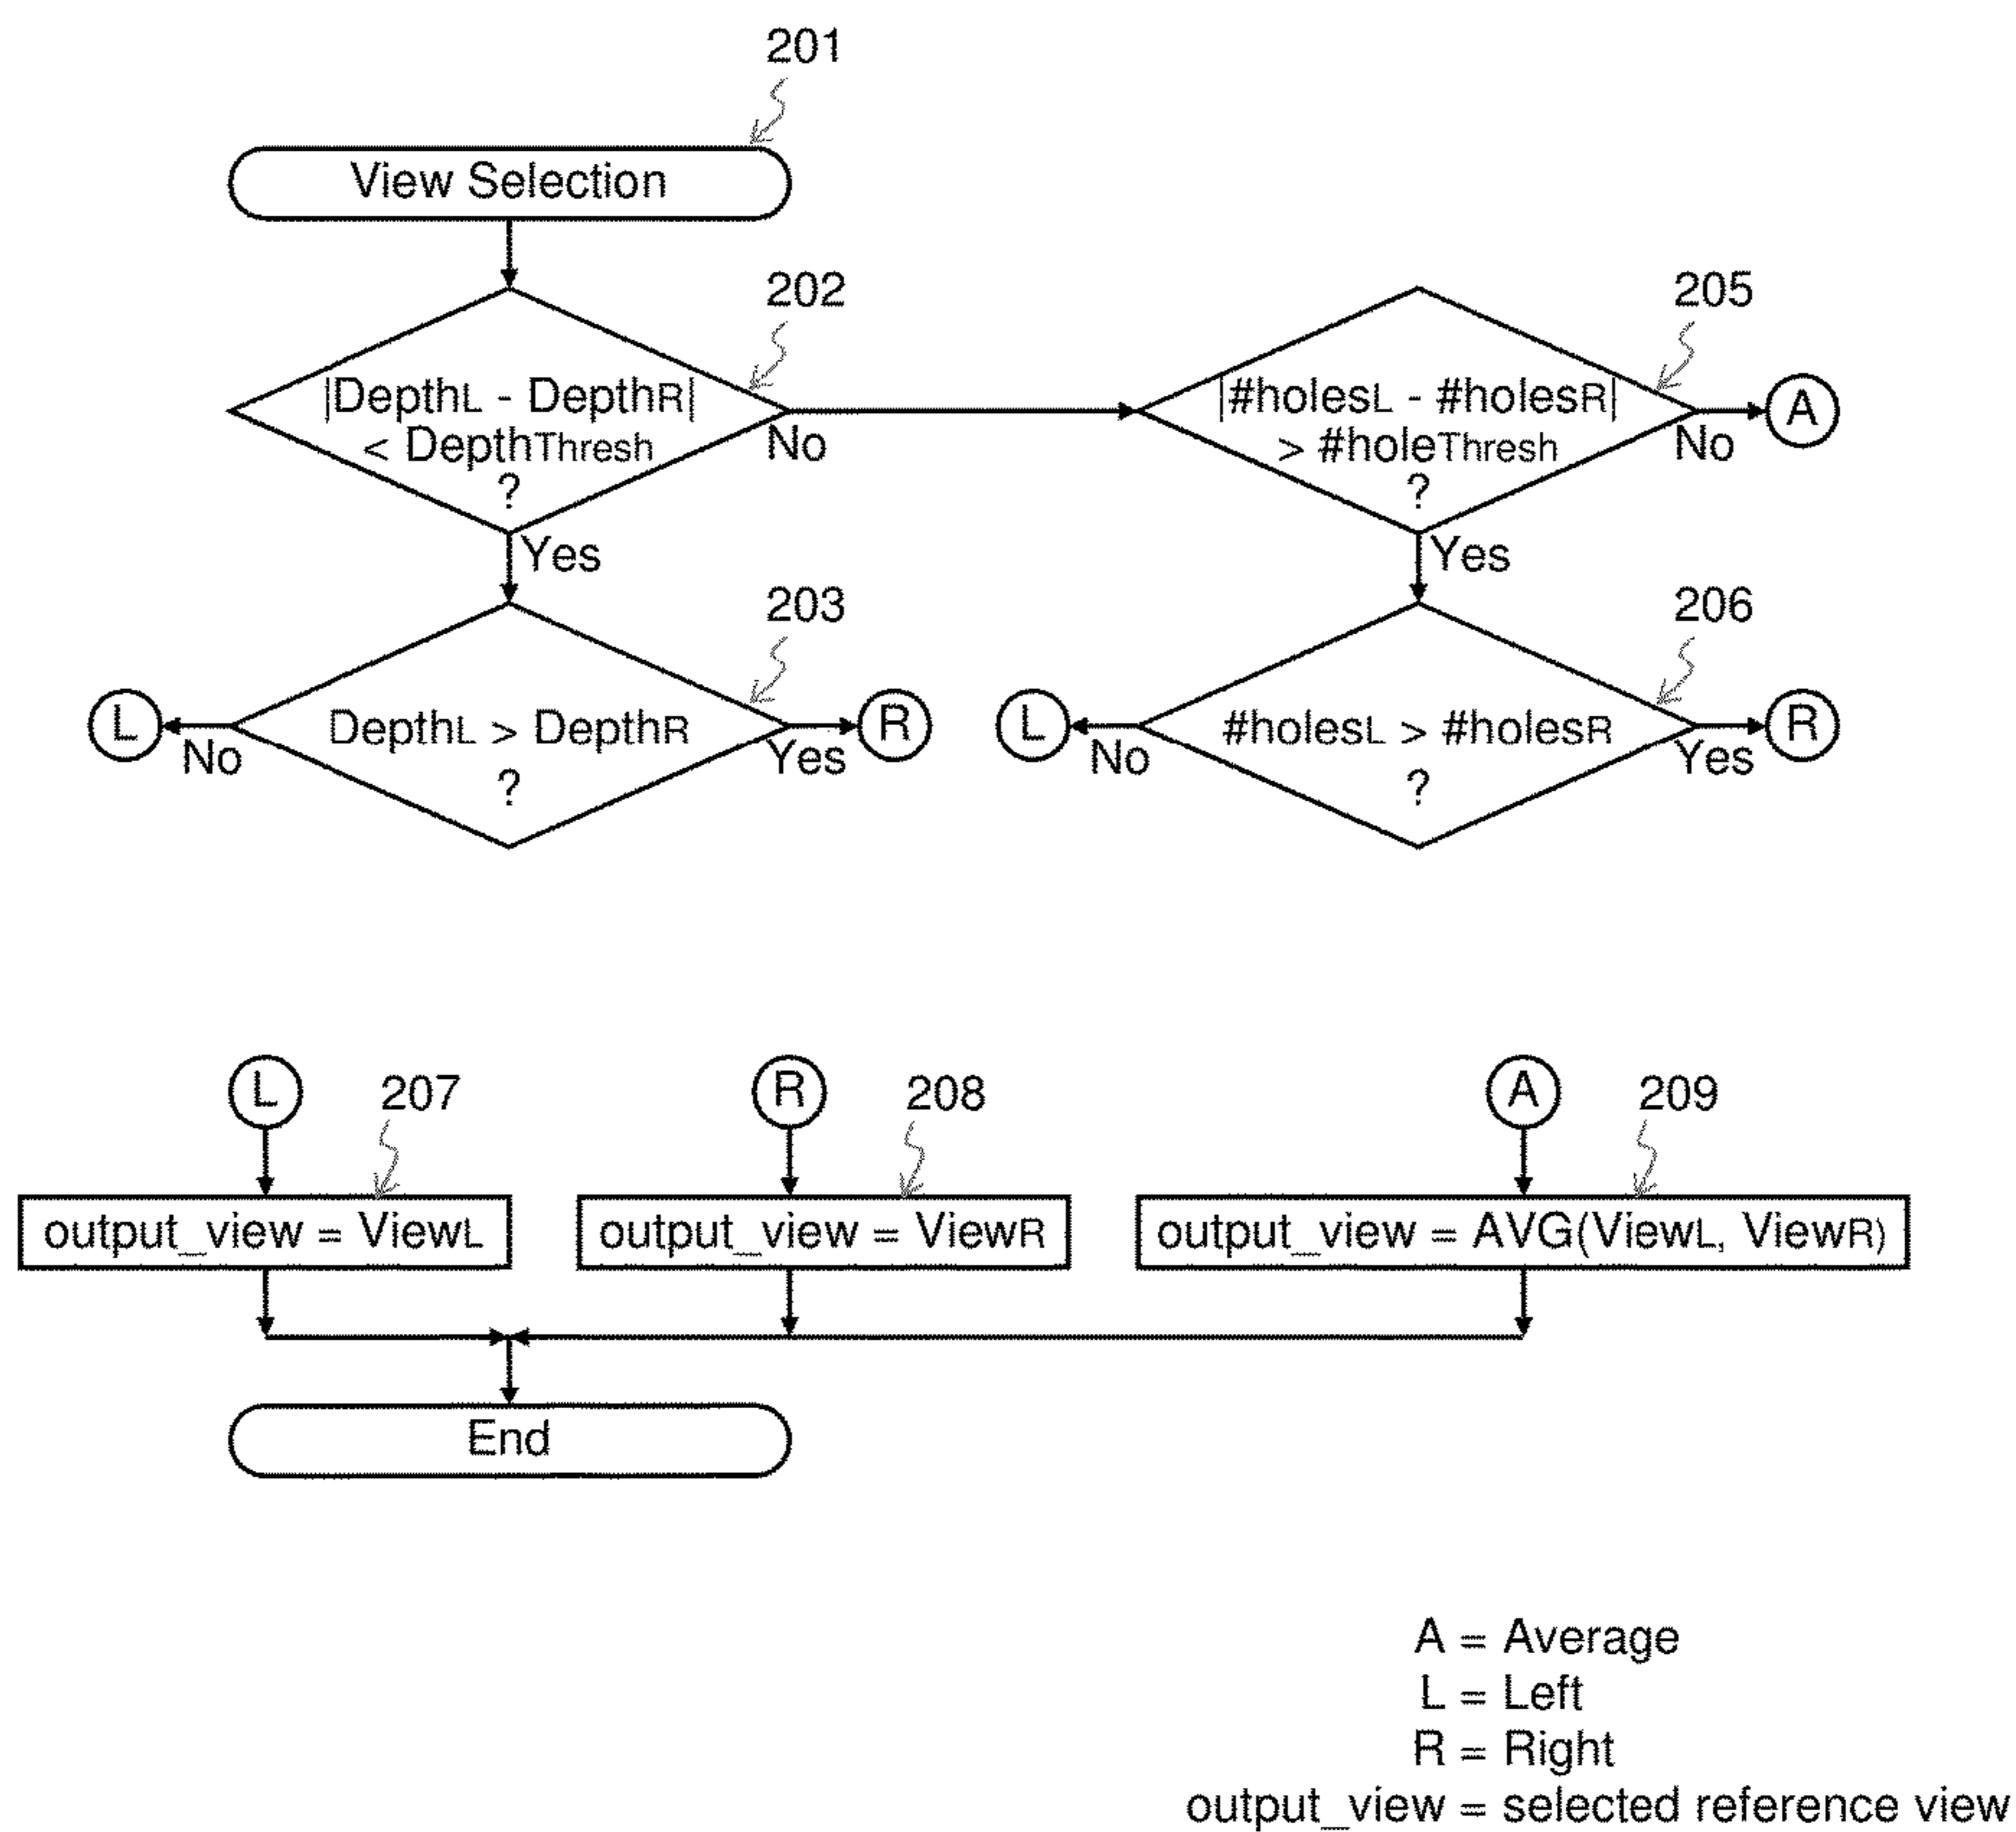 201
View Selection
202
205
|DepthL - DepthR|
< DepthThresh
?
No
|#holesL - #holesR|
> #holeThresh
?
No
A
Yes
Yes
203
206
L
No
DepthL > DepthR
?
Yes
R
L
No
#holesL > #holesR
?
Yes
R
L
207
R
208
A
209
output_view = ViewL
output_view = ViewR
output_view = AVG(ViewL, ViewR)
End
A = Average
L = Left
R = Right
output_view = selected reference view